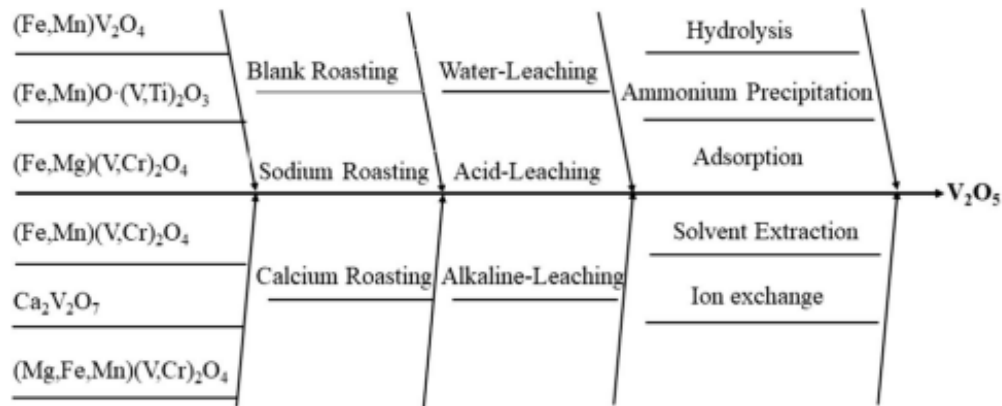 (Fe,Mn)V₂O₄
(Fe,Mn)O·(V,Ti)₂O₃
(Fe,Mg)(V,Cr)₂O₄
(Fe,Mn)(V,Cr)₂O₄
Ca₂V₂O₇
(Mg,Fe,Mn)(V,Cr)₂O₄
Blank Roasting
Sodium Roasting
Calcium Roasting
Water-Leaching
Acid-Leaching
Alkaline-Leaching
Hydrolysis
Ammonium Precipitation
Adsorption
Solvent Extraction
Ion exchange
V₂O₅